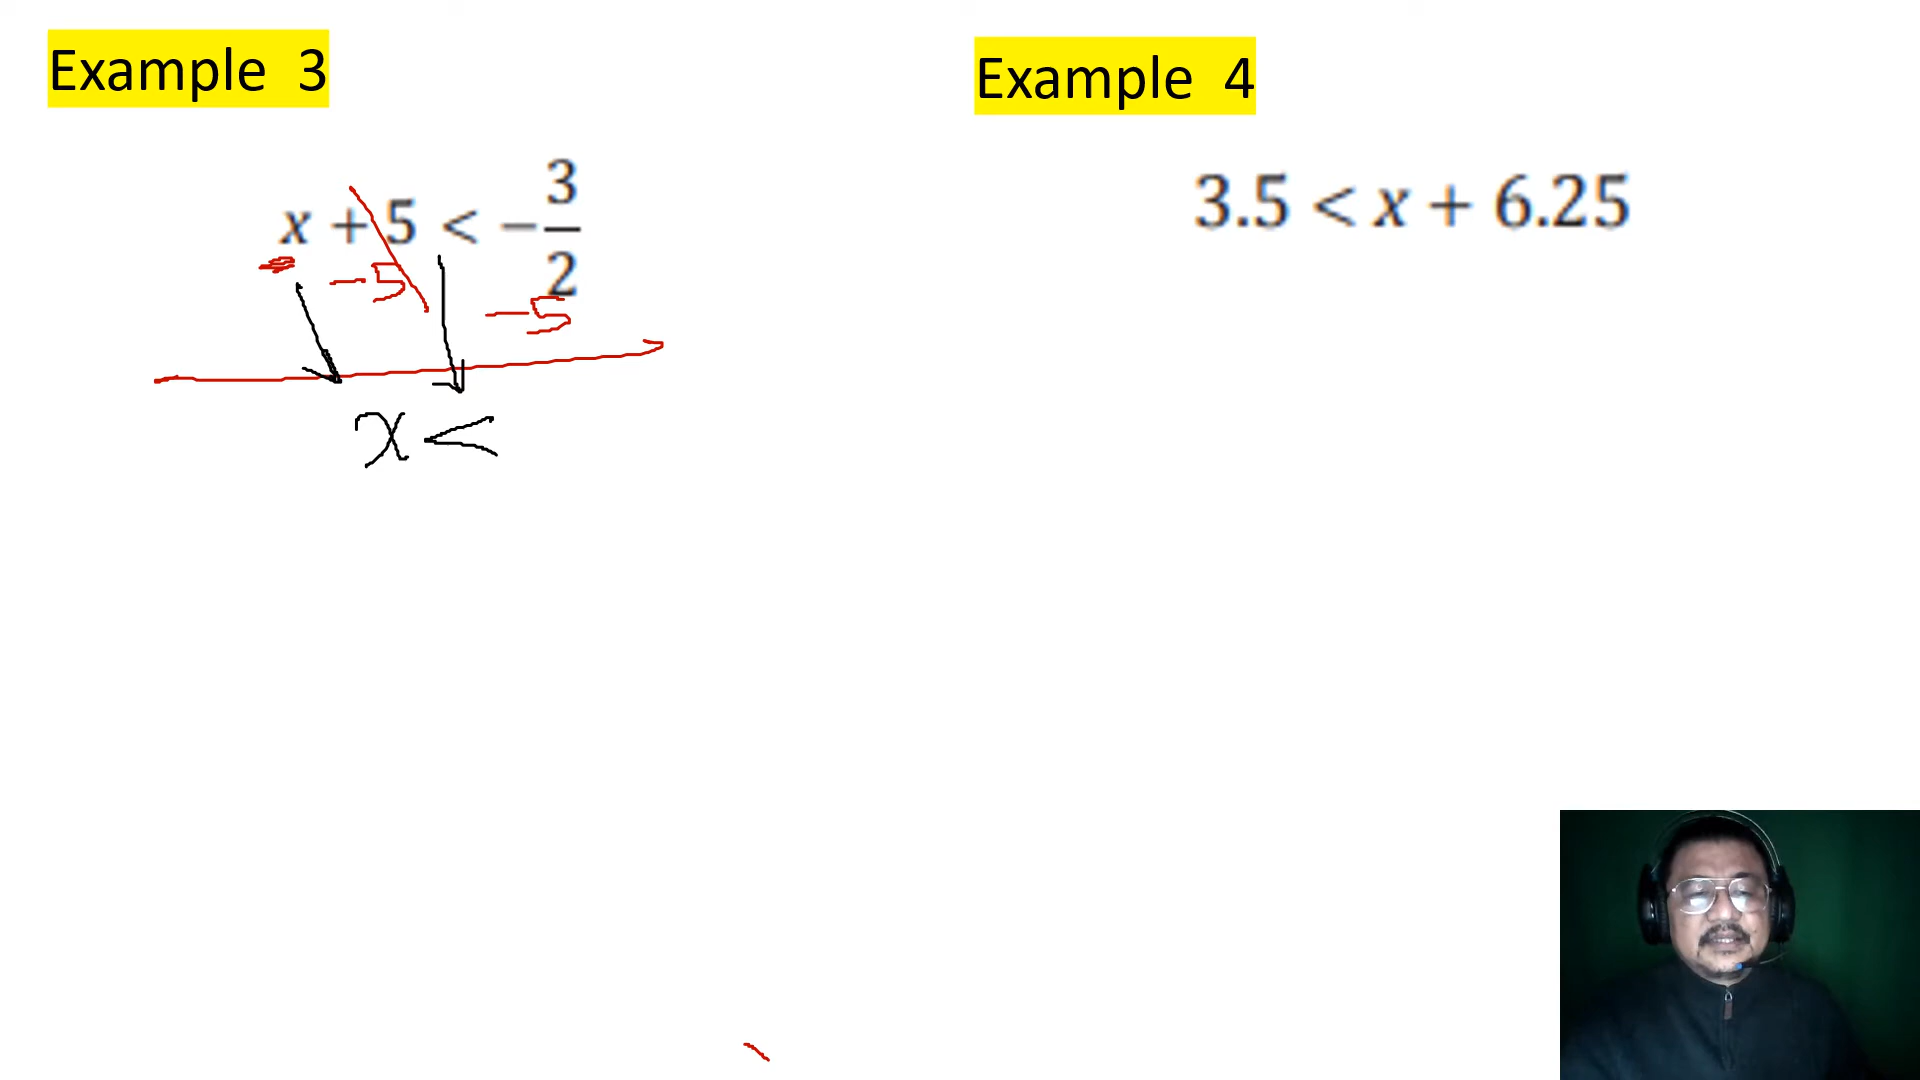 Example 3
x + 5 < -3/2
-5 -5
x <
Example 4
3.5 < x + 6.25